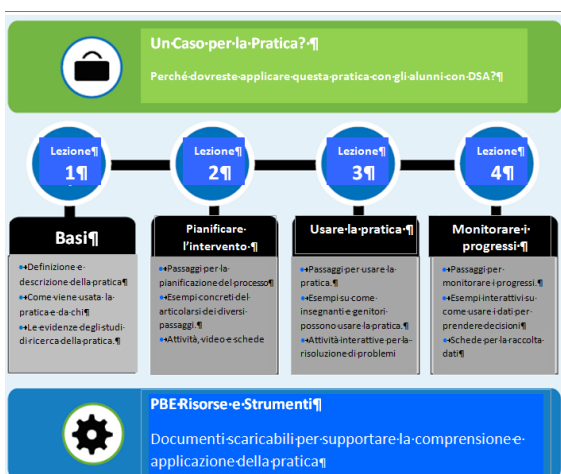 Un Caso per la Pratica? ¶
Perché dovreste applicare questa pratica con gli alunni con DSA?¶
Lezione¶
1¶
Lezione¶
2¶
Lezione¶
3¶
Lezione¶
4¶
Basi¶
Definizione e
descrizione della pratica¶
Come viene usata la
pratica e da chi¶
Le evidenze degli studi
di ricerca della pratica.¶
Pianificare
l'intervento ¶
Passaggi per la
pianificazione del processo¶
Esempi concreti del
articolarsi dei diversi
passaggi.¶
Attività, video e schede
Usare la pratica ¶
Passaggi per usare la
pratica.¶
Esempi su come
insegnanti e genitori
possono usare la pratica.¶
Attività interattive per la
risoluzione di problemi
Monitorare i
progressi ¶
Passaggi per
monitorare i progressi.¶
Esempi interattivi su
come usare i dati per
prendere decisioni¶
Schede per la raccolta
dati¶
PBE Risorse e Strumenti¶
Documenti scaricabili per supportare la comprensione e
applicazione della pratica¶